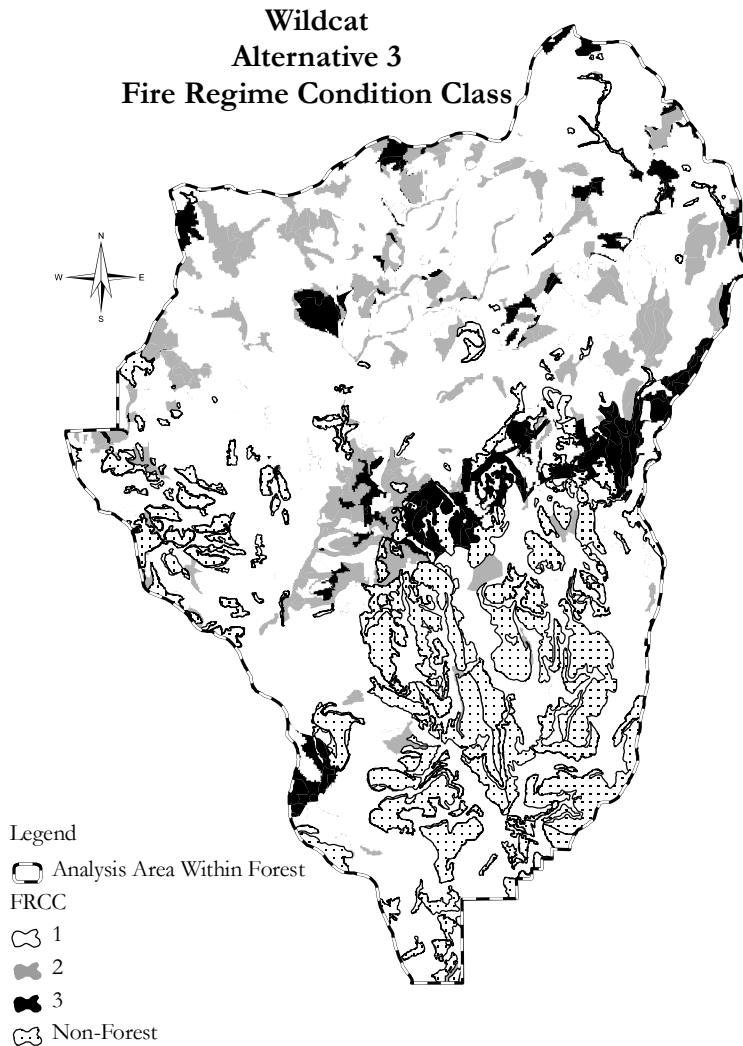 Wildcat
Alternative 3
Fire Regime Condition Class
N
W E
S
Legend
Analysis Area Within Forest
FRCC
1
2
3
Non-Forest